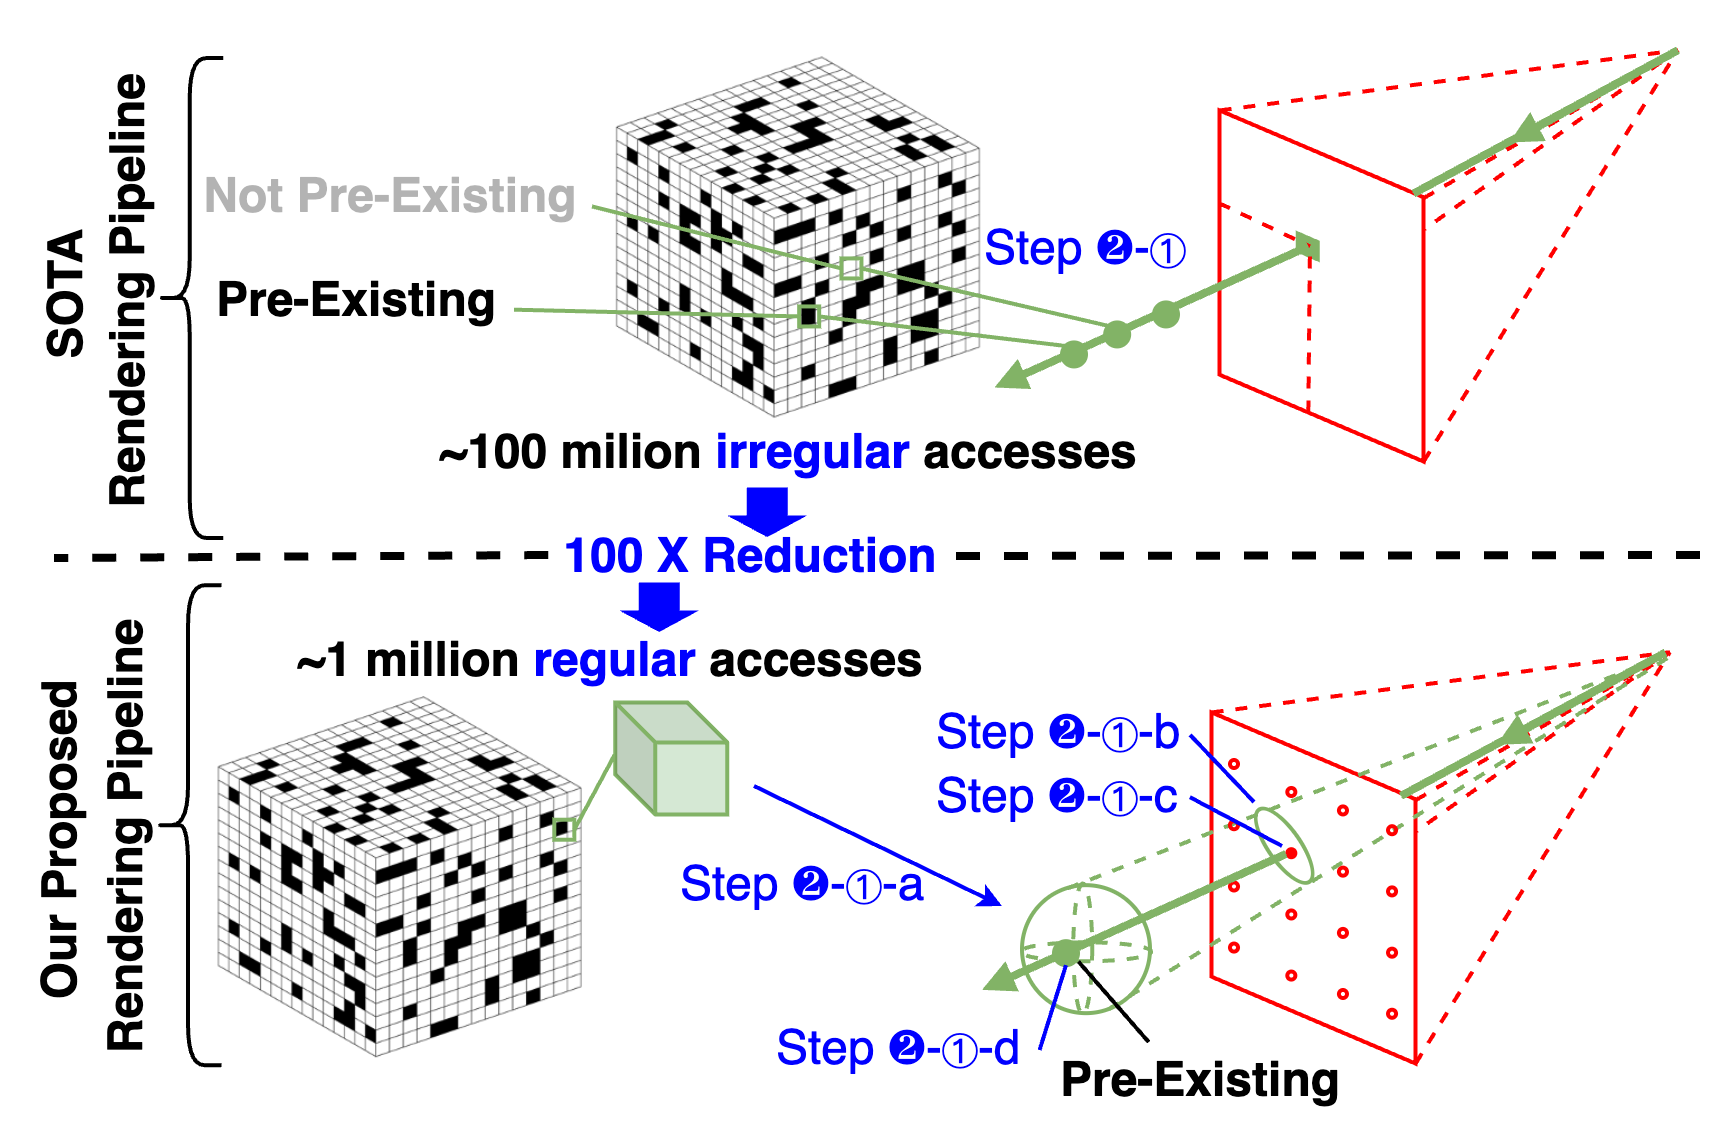 SOTA
Rendering Pipeline
Not Pre-Existing
Pre-Existing
Step ❷-①
~100 milion irregular accesses
100 X Reduction
Our Proposed
Rendering Pipeline
~1 million regular accesses
Step ❷-①-b
Step ❷-①-c
Step ❷-①-a
Step ❷-①-d
Pre-Existing